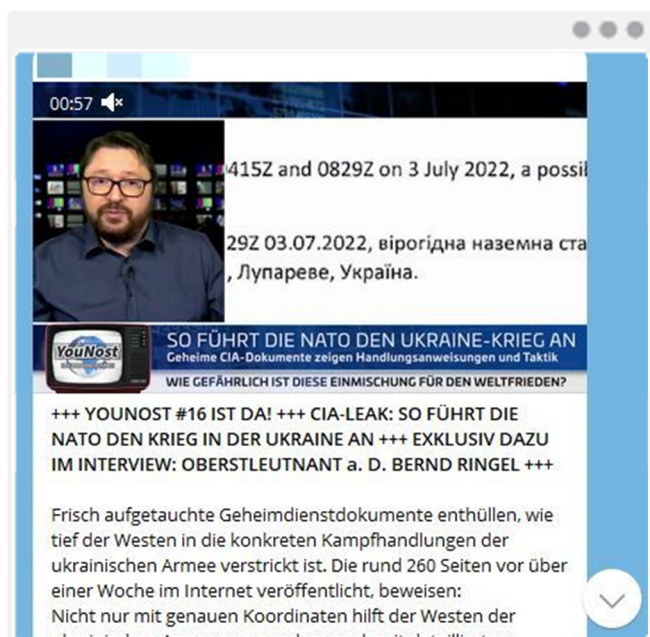 00:57
415Z and 0829Z on 3 July 2022, a possi
29Z 03.07.2022, вірогідна наземна ста
, Лупареве, Україна.
YouNost
SO FÜHRT DIE NATO DEN UKRAINE-KRIEG AN
Geheime CIA-Dokumente zeigen Handlungsanweisungen und Taktik
WIE GEFÄHRLICH IST DIESE EINMISCHUNG FÜR DEN WELTFRIEDEN?
+++ YOUNOST #16 IST DA! +++ CIA-LEAK: SO FÜHRT DIE
NATO DEN KRIEG IN DER UKRAINE AN +++ EXKLUSIV DAZU
IM INTERVIEW: OBERSTLEUTNANT a. D. BERND RINGEL +++
Frisch aufgetauchte Geheimdienstdokumente enthüllen, wie
tief der Westen in die konkreten Kampfhandlungen der
ukrainischen Armee verstrickt ist. Die rund 260 Seiten vor über
einer Woche im Internet veröffentlicht, beweisen:
Nicht nur mit genauen Koordinaten hilft der Westen der